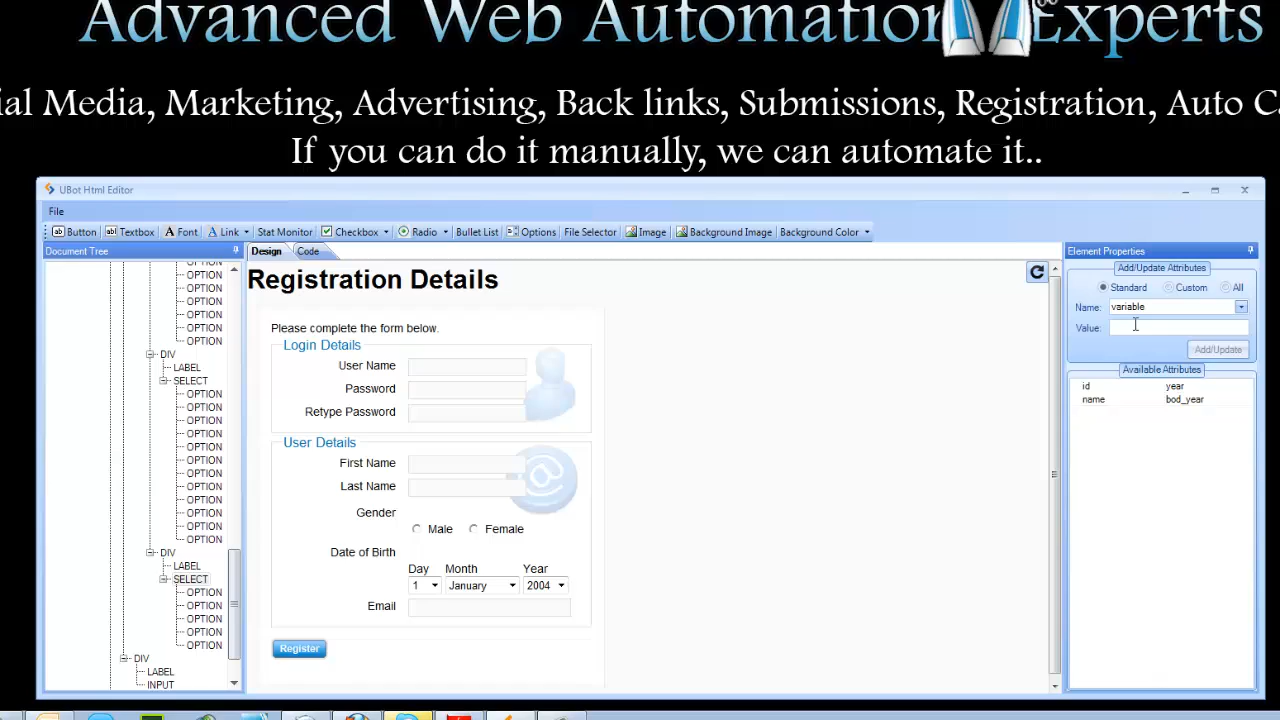 Advanced Web Automation Experts
ial Media, Marketing, Advertising, Back links, Submissions, Registration, Auto C
If you can do it manually, we can automate it..
UBot Html Editor
File
Button Textbox Font Link Stat Monitor Checkbox Radio Bullet List Options File Selector Image Background Image Background Color
Document Tree
Design Code
Element Properties
OPTION
OPTION
OPTION
OPTION
OPTION
OPTION
OPTION
DIV
LABEL
SELECT
OPTION
OPTION
OPTION
OPTION
OPTION
OPTION
OPTION
OPTION
OPTION
OPTION
OPTION
OPTION
DIV
LABEL
SELECT
OPTION
OPTION
OPTION
OPTION
OPTION
DIV
LABEL
INPUT
Registration Details
Please complete the form below.
Login Details
User Name
Password
Retype Password
User Details
First Name
Last Name
Gender
Male Female
Date of Birth
Day Month Year
1 January 2004
Email
Register
Add/Update Attributes
Standard Custom All
Name: variable
Value:
Add/Update
Available Attributes
id year
name bod_year